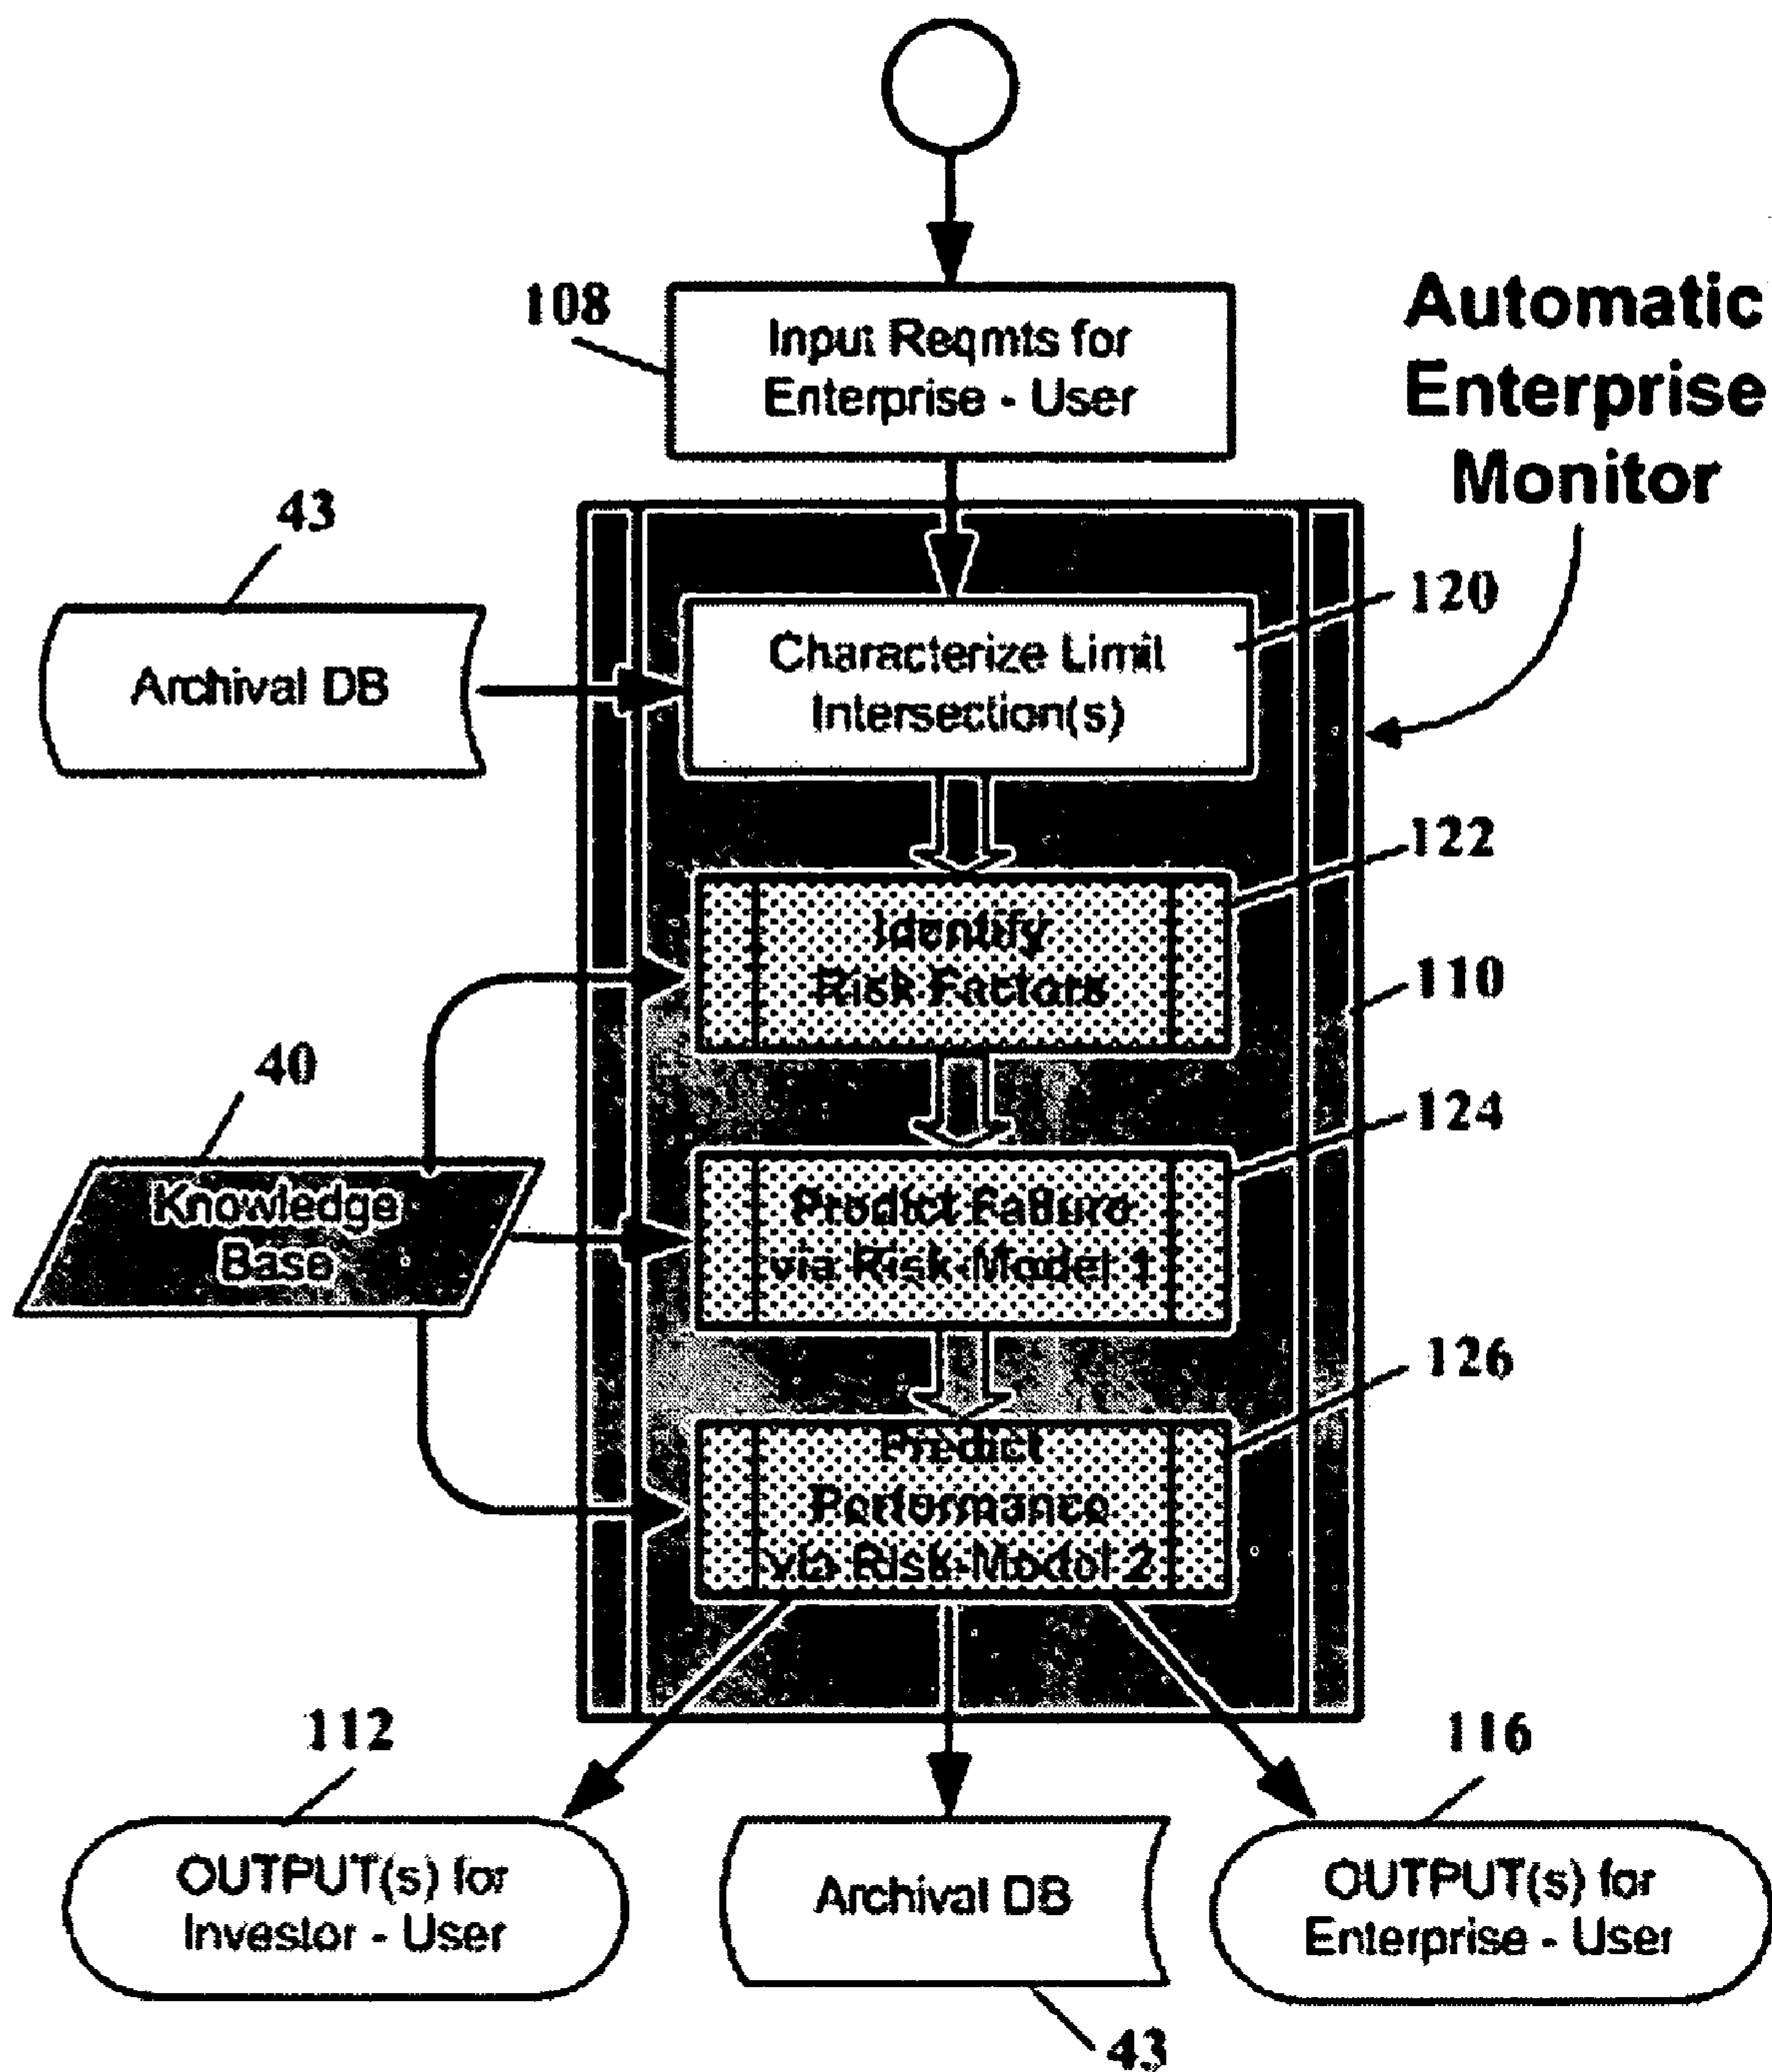 108
Input Reqmts for
Enterprise - User
Automatic
Enterprise
Monitor
43
Archival DB
120
Characterize Limit
Intersection(s)
122
Identify
Risk Factors
110
40
Knowledge
Base
124
Predict Failure
via Risk-Model 1
126
Predict
Performance
via Risk-Model 2
112
OUTPUT(s) for
Investor - User
Archival DB
43
116
OUTPUT(s) for
Enterprise - User